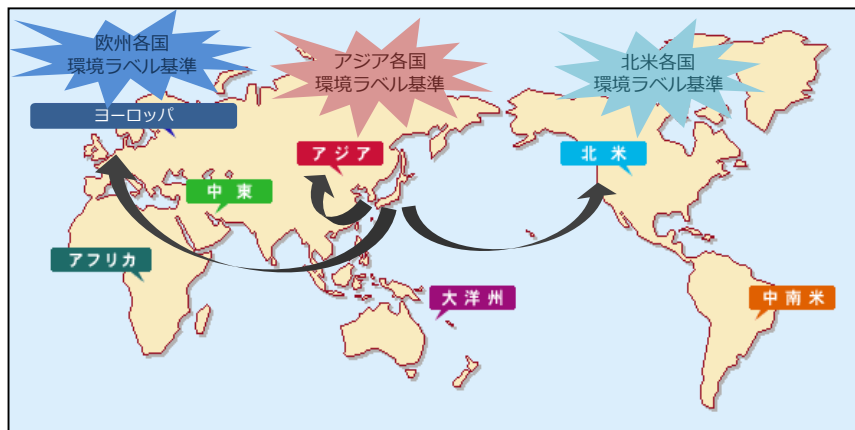 欧州各国
環境ラベル基準
アジア各国
環境ラベル基準
北米各国
環境ラベル基準
ヨーロッパ
アジア
北米
中東
アフリカ
大洋州
中南米